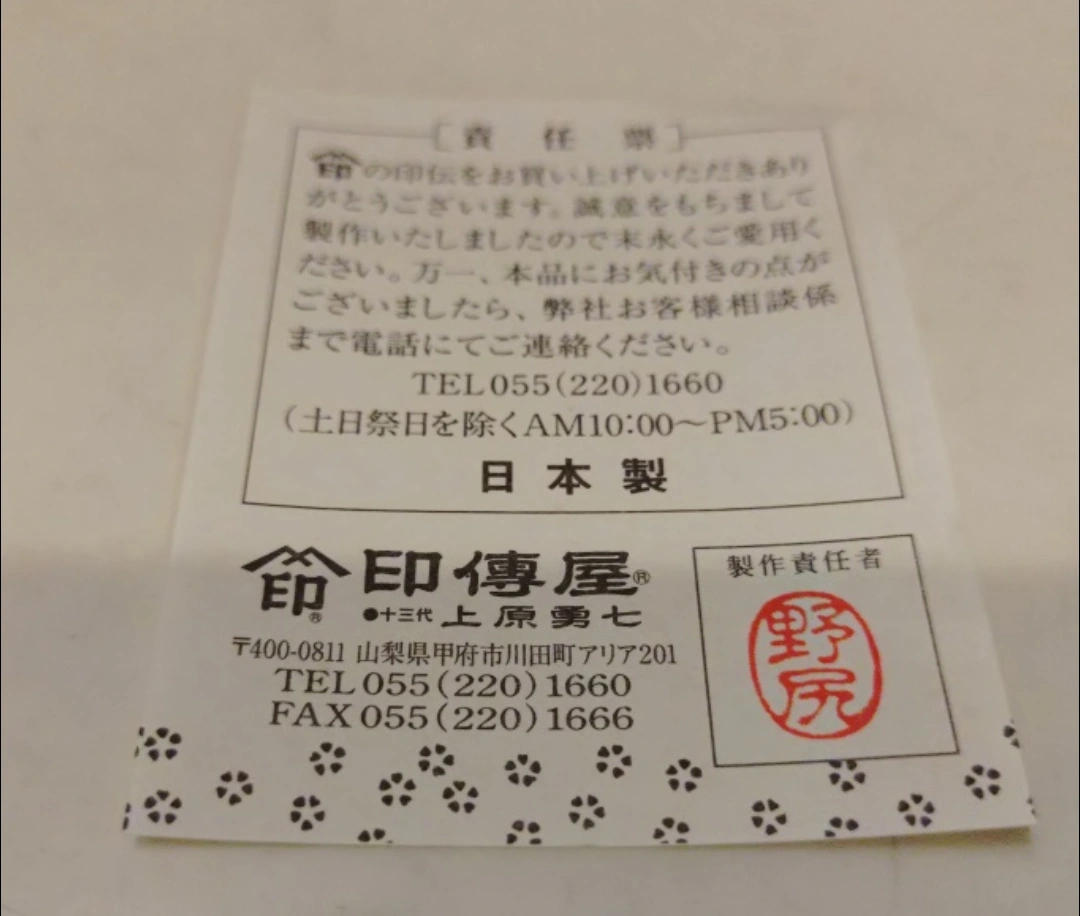 ［責任票］
印の印伝をお買い上げいただきあり
がとうございます。誠意をもちまして
製作いたしましたので末永くご愛用く
ださい。万一、本品にお気付きの点が
ございましたら、弊社お客様相談係
まで電話にてご連絡ください。
TEL055(220)1660
(土日祭日を除くAM10:00〜PM5:00)
日本製
印® 印傳屋®
●十三代 上原勇七
〒400-0811 山梨県甲府市川田町アリア201
TEL055(220)1660
FAX055(220)1666
製作責任者
野尻